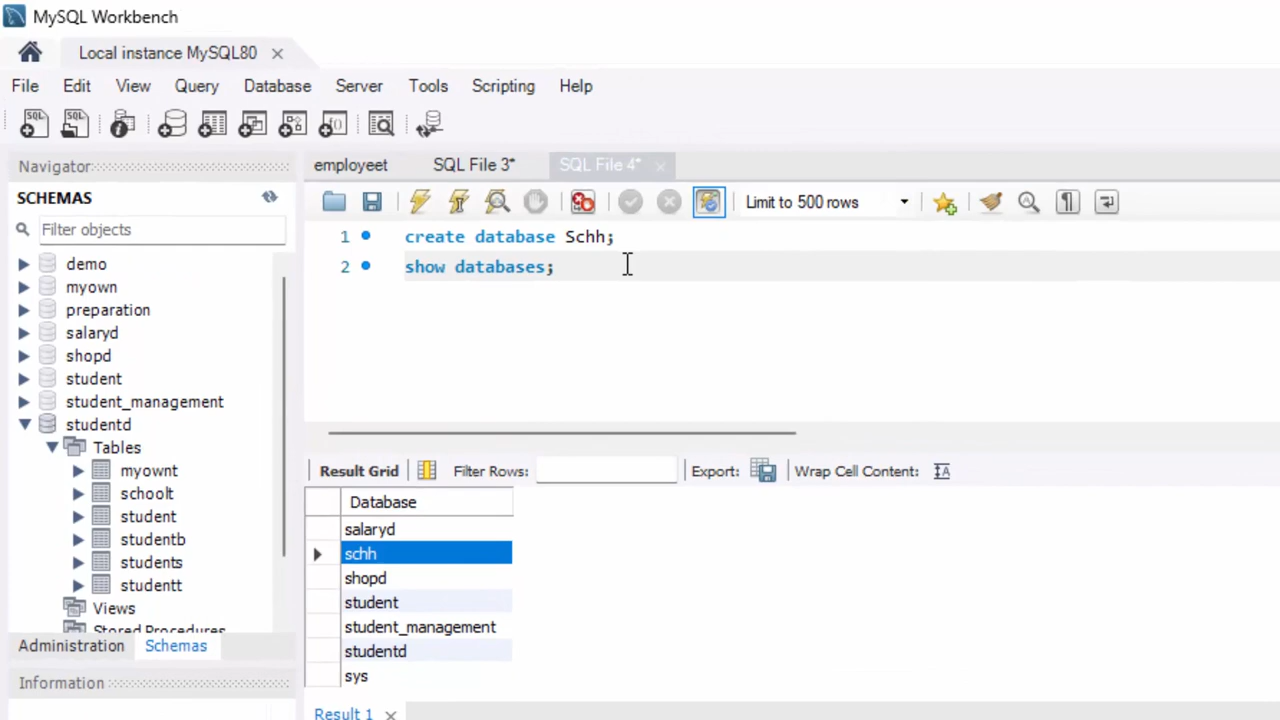 MySQL Workbench
Local instance MySQL80
File Edit View Query Database Server Tools Scripting Help
Navigator
employeet SQL File 3* SQL File 4*
SCHEMAS
Limit to 500 rows
Filter objects
1 create database Schh;
2 show databases;
demo
myown
preparation
salaryd
shopd
student
student_management
studentd
Tables
myownt
schoolt
student
studentb
students
studentt
Views
Stored Procedures
Administration Schemas
Information
Result Grid Filter Rows: Export: Wrap Cell Content:
Database
salaryd
schh
shopd
student
student_management
studentd
sys
Result 1